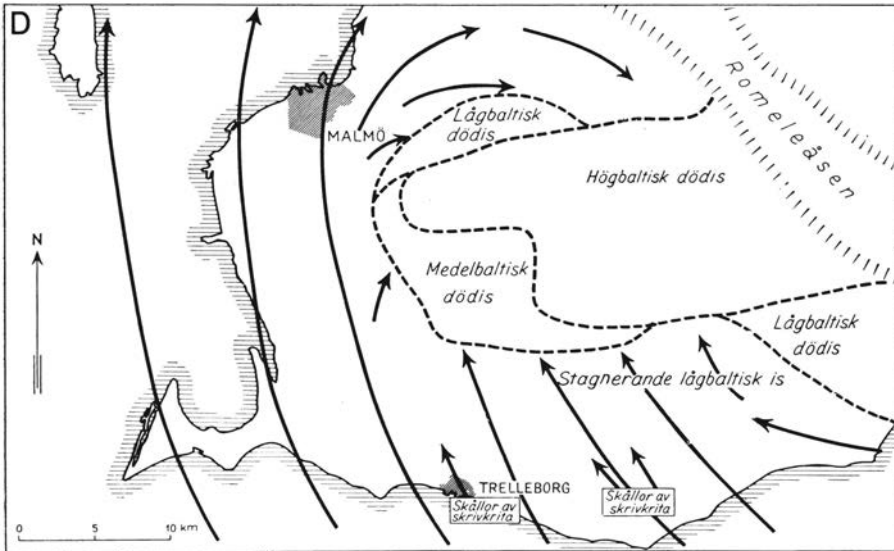 D
MALMÖ
Lågbaltisk
dödis
Romeleåsen
Högbaltisk dödis
N
Medelbaltisk
dödis
Lågbaltisk
dödis
Stagnerande lågbaltisk is
TRELLEBORG
Skållor av
skrivkrita
Skållor av
skrivkrita
0 5 10 km